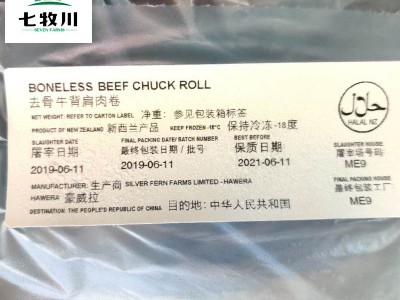 七牧川
SEVEN FARMS
BONELESS BEEF CHUCK ROLL
去骨牛背肩肉卷
NET WEIGHT: REFER TO CARTON LABEL 净重: 参见包装箱标签
PRODUCT OF NEW ZEALAND 新西兰产品 KEEP FROZEN -18°C 保持冷冻 -18度
SLAUGHTER DATE FINAL PACKING DATE/BATCH NUMBER BEST BEFORE SLAUGHTER HOUSE
屠宰日期 最终包装日期 / 批号 保质日期 屠宰场号码
2019-06-11 2019-06-11 2021-06-11 ME9
MANUFACTURER: 生产商 SILVER FERN FARMS LIMITED - HAWERA FINAL PACKING HOUSE
HAWERA 豪威拉 最终包装工厂:
DESTINATION: THE PEOPLE'S REPUBLIC OF CHINA 目的地: 中华人民共和国 ME9
حلال
HALAL NZ